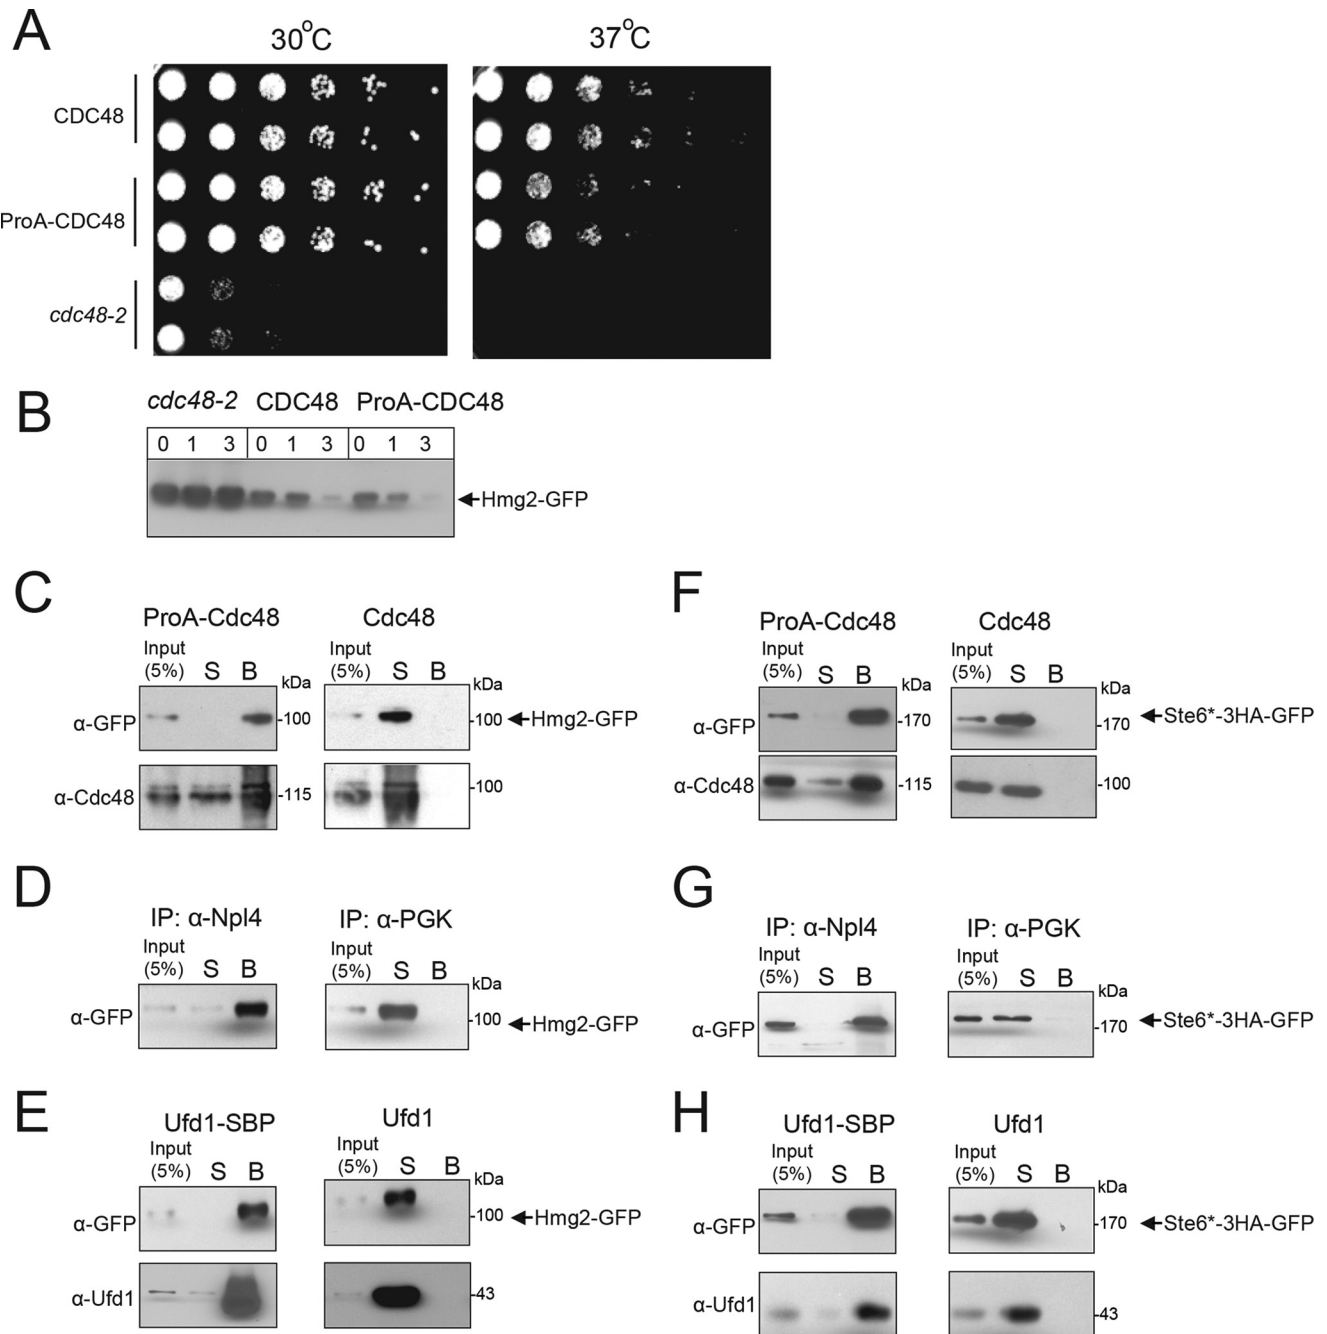 A
30°C
37°C
CDC48
ProA-CDC48
cdc48-2
B
cdc48-2 CDC48 ProA-CDC48
0 1 3 0 1 3 0 1 3
Hmg2-GFP
C
ProA-Cdc48
Cdc48
Input
(5%) S B
Input
(5%) S B
kDa
kDa
α-GFP
-100
-100
Hmg2-GFP
α-Cdc48
-115
-100
D
IP: α-Npl4
IP: α-PGK
Input
(5%) S B
Input
(5%) S B
kDa
α-GFP
-100
Hmg2-GFP
E
Ufd1-SBP
Ufd1
Input
(5%) S B
Input
(5%) S B
kDa
α-GFP
-100
Hmg2-GFP
α-Ufd1
-43
F
ProA-Cdc48
Cdc48
Input
(5%) S B
Input
(5%) S B
kDa
kDa
α-GFP
-170
-170
Ste6*-3HA-GFP
α-Cdc48
-115
-100
G
IP: α-Npl4
IP: α-PGK
Input
(5%) S B
Input
(5%) S B
kDa
α-GFP
-170
Ste6*-3HA-GFP
H
Ufd1-SBP
Ufd1
Input
(5%) S B
Input
(5%) S B
kDa
α-GFP
-170
Ste6*-3HA-GFP
α-Ufd1
-43